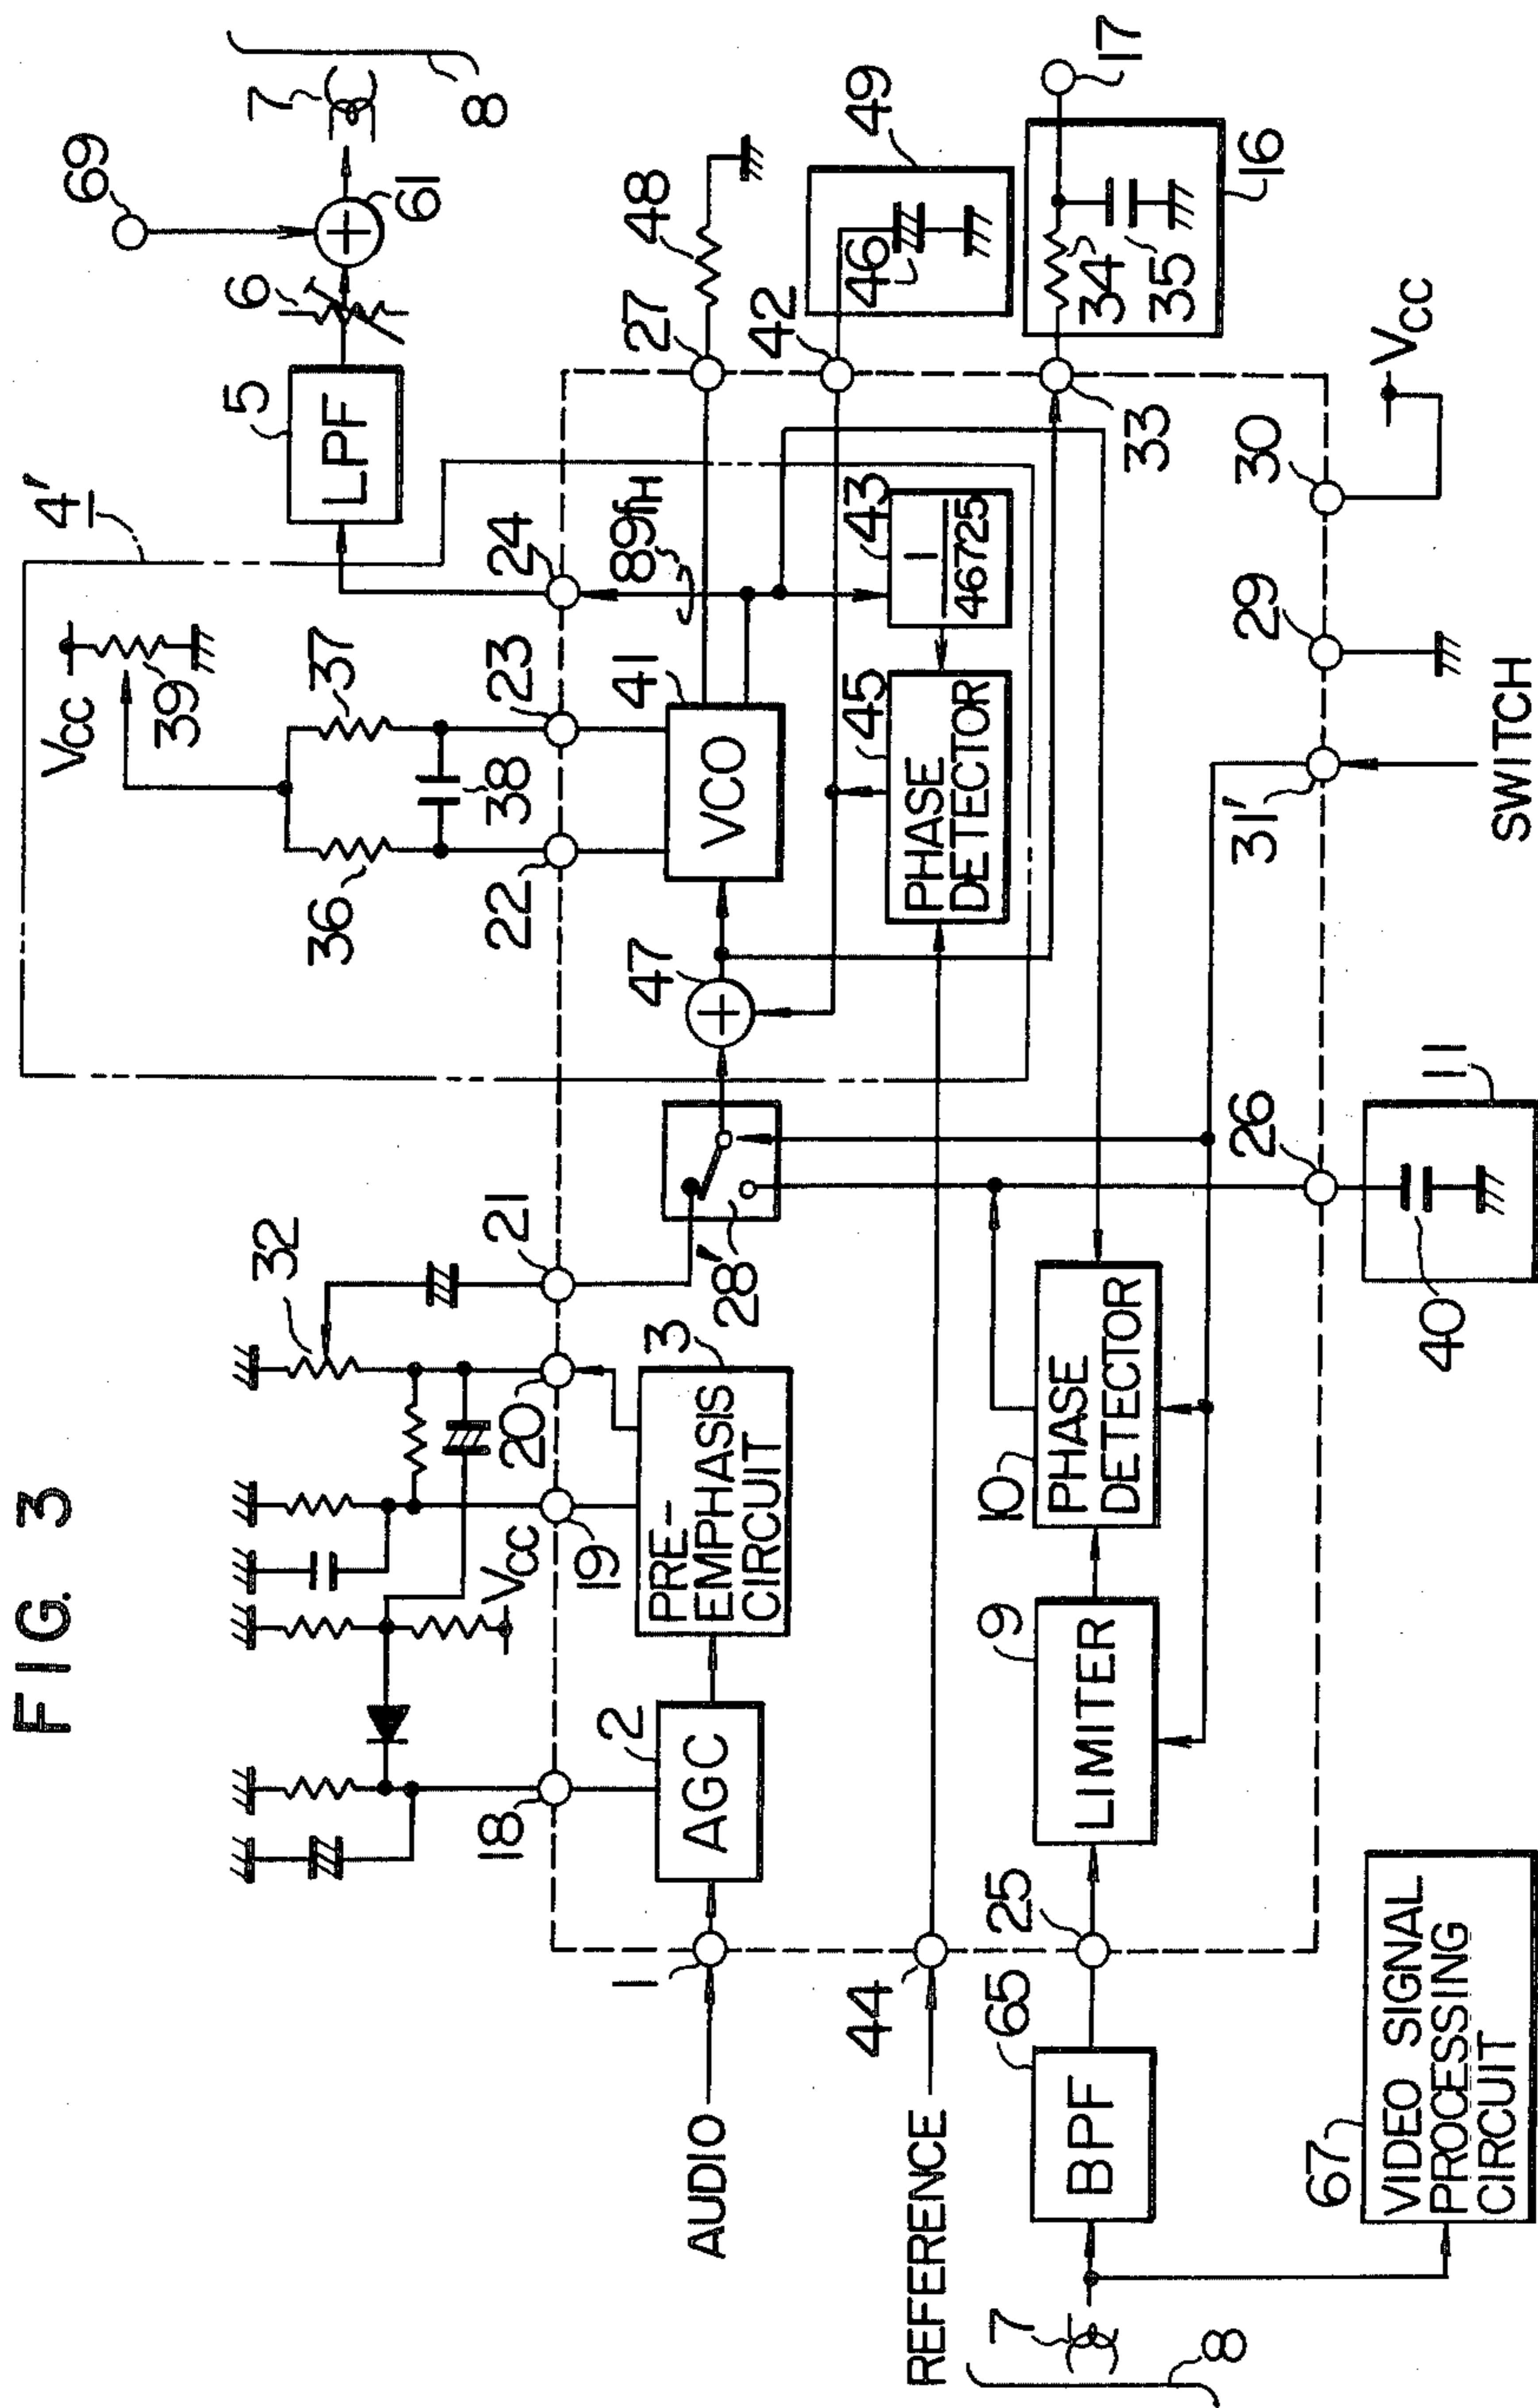 FIG. 3
69
7
8
4'
5
LPF
6
61
VCC
39
37
38
36
32
VCC
18
19
20
21
22
23
24
27
48
89fH
42
46
49
47
VCO
41
1
46725
43
PHASE
DETECTOR
45
33
34
35
16
17
AUDIO
1
AGC
2
PRE-
EMPHASIS
CIRCUIT
3
28'
REFERENCE
44
7
8
BPF
65
25
LIMITER
9
PHASE
DETECTOR
10
67
VIDEO SIGNAL
PROCESSING
CIRCUIT
26
40
11
31'
SWITCH
29
30
VCC